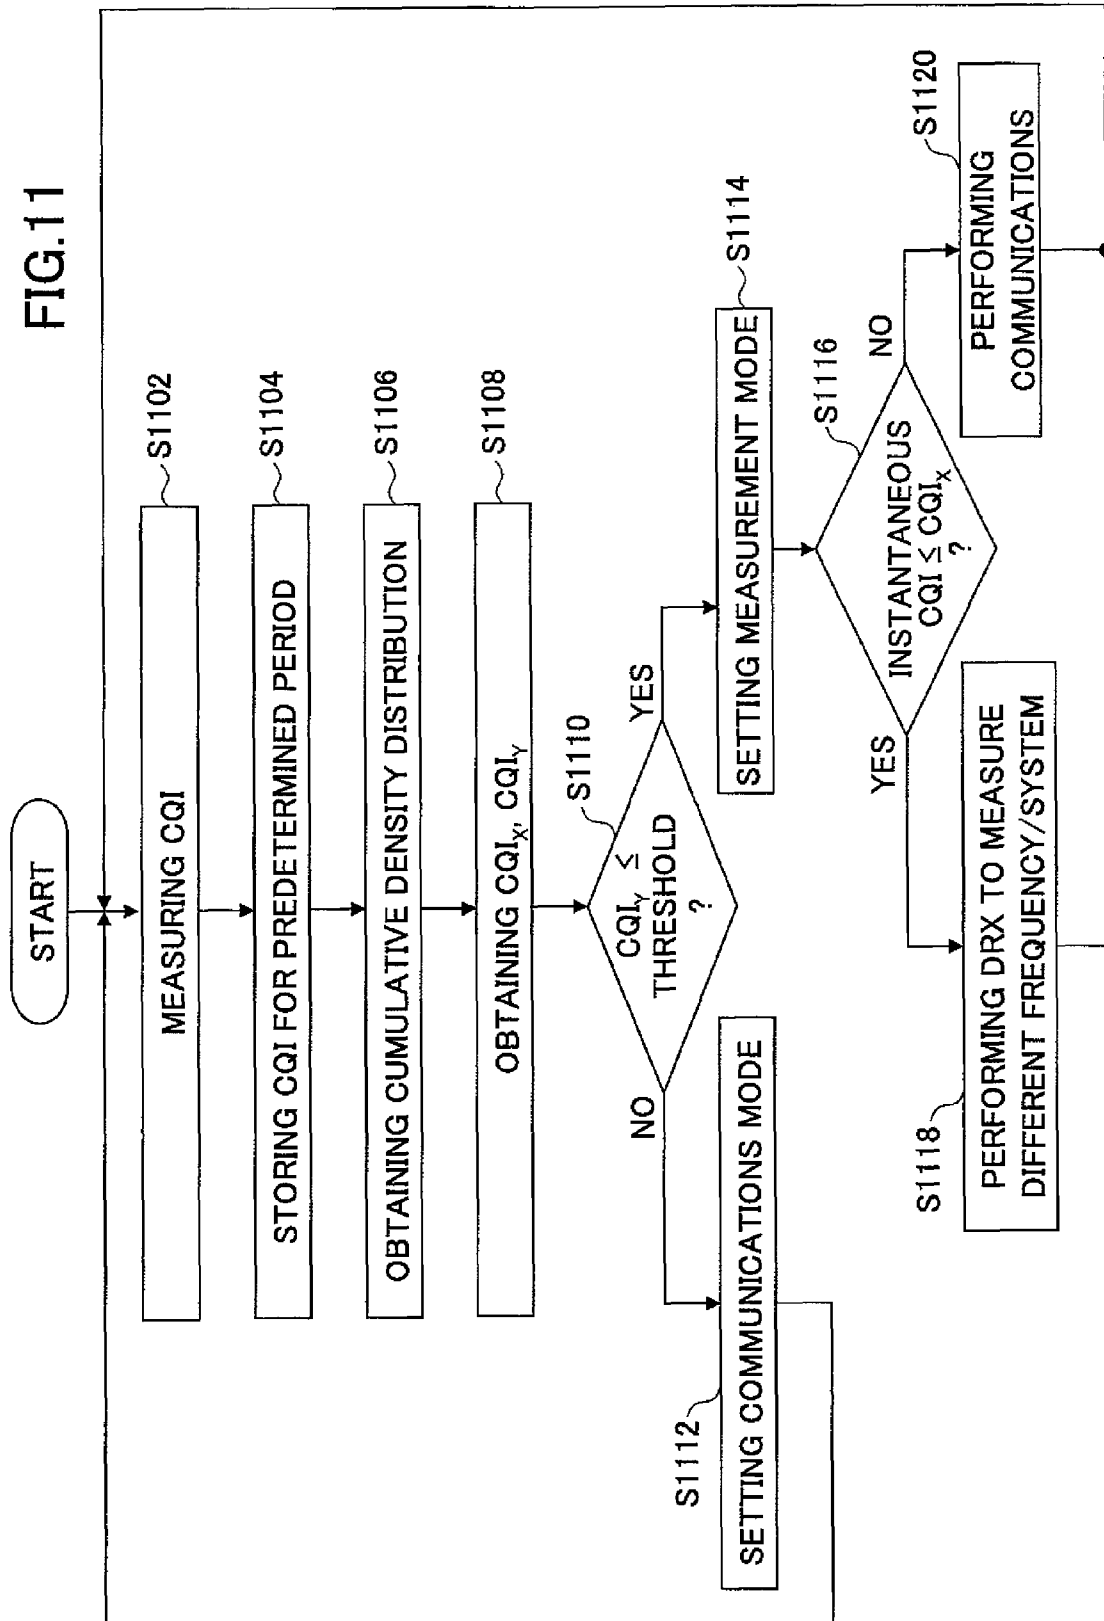 FIG.11
START
MEASURING CQI
S1102
STORING CQI FOR PREDETERMINED PERIOD
S1104
OBTAINING CUMULATIVE DENSITY DISTRIBUTION
S1106
OBTAINING CQIX, CQIY
S1108
CQIY ≤
THRESHOLD
?
S1110
NO
YES
S1112
SETTING COMMUNICATIONS MODE
SETTING MEASUREMENT MODE
S1114
INSTANTANEOUS
CQI ≤ CQIX
?
S1116
YES
NO
S1118
PERFORMING DRX TO MEASURE
DIFFERENT FREQUENCY/SYSTEM
PERFORMING
COMMUNICATIONS
S1120